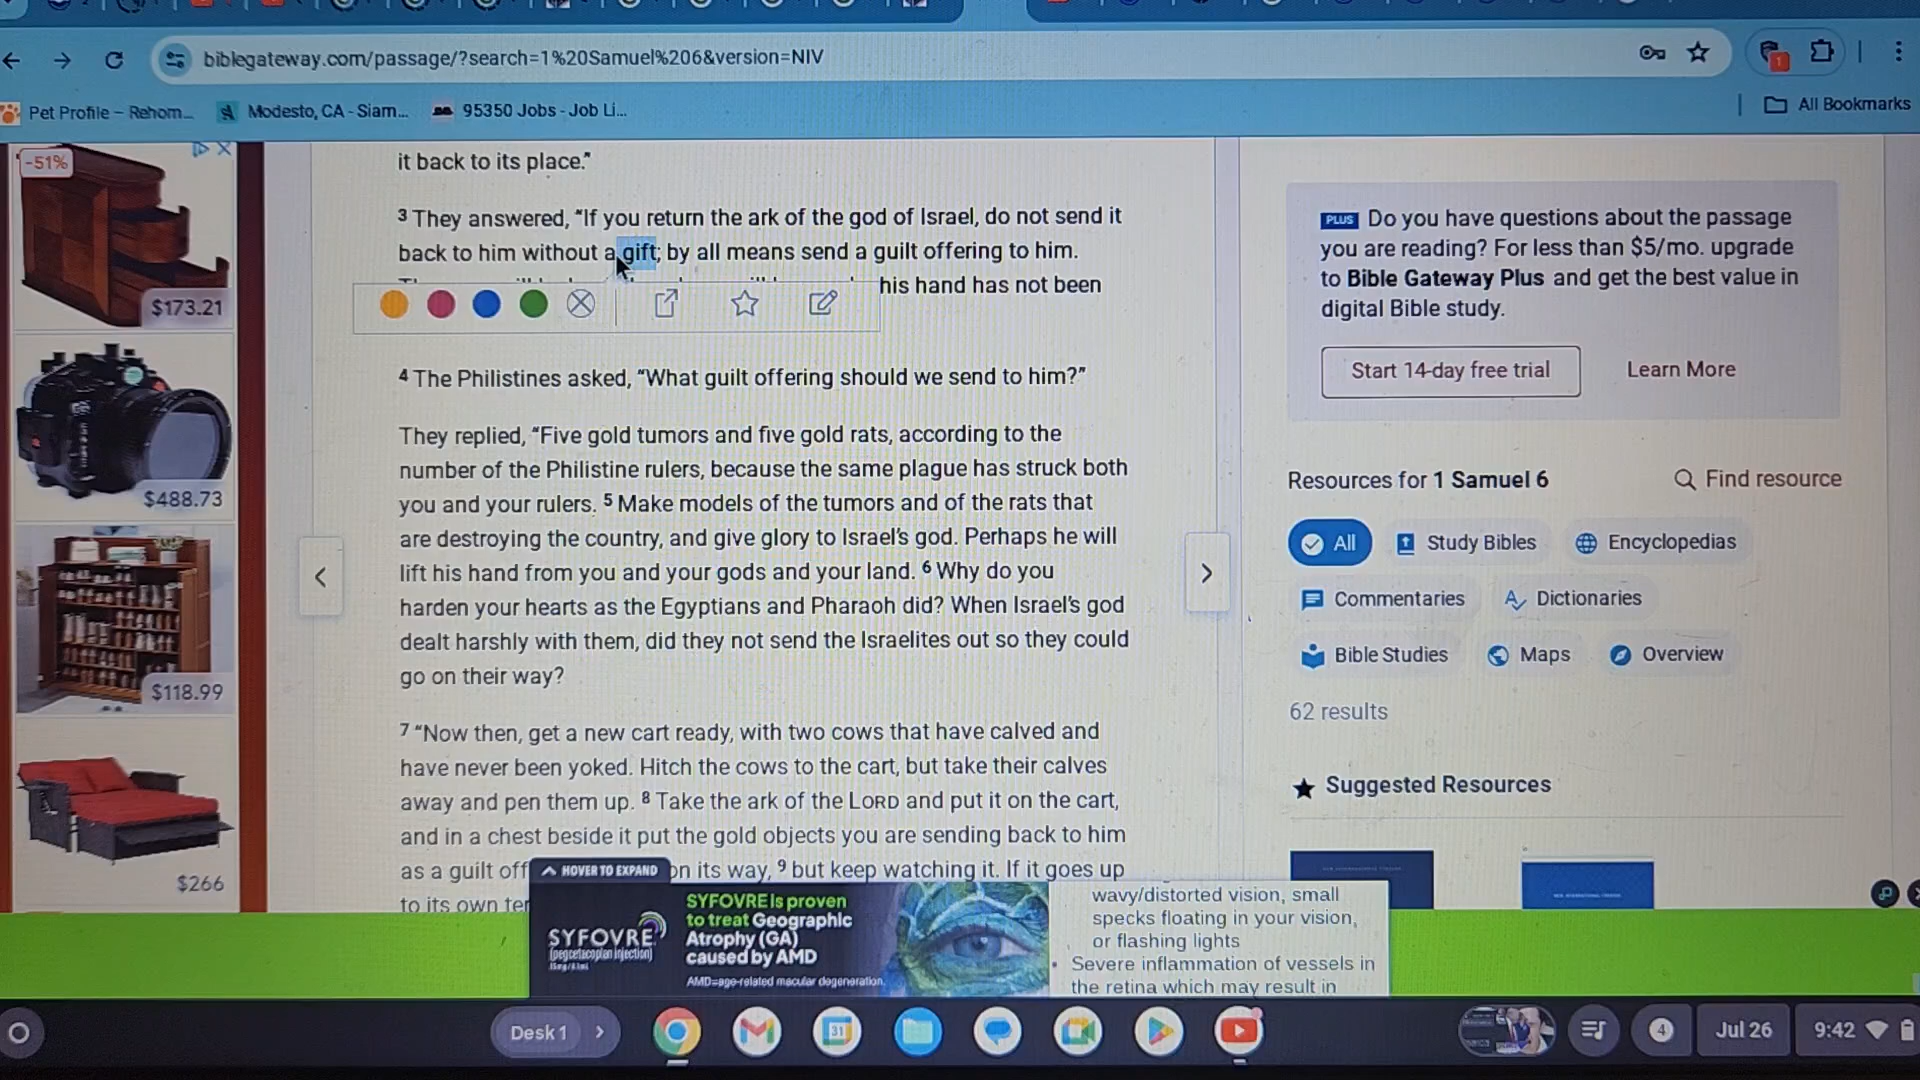 biblegateway.com/passage/?search=1%20Samuel%206&version=NIV
1
Pet Profile – Rehom...
Modesto, CA - Siam...
95350 Jobs - Job Li...
All Bookmarks
-51%
$173.21
$488.73
$118.99
$266
it back to its place.”
3 They answered, “If you return the ark of the god of Israel, do not send it
back to him without a gift; by all means send a guilt offering to him.
his hand has not been
4 The Philistines asked, “What guilt offering should we send to him?”
They replied, “Five gold tumors and five gold rats, according to the
number of the Philistine rulers, because the same plague has struck both
you and your rulers. 5 Make models of the tumors and of the rats that
are destroying the country, and give glory to Israel’s god. Perhaps he will
lift his hand from you and your gods and your land. 6 Why do you
harden your hearts as the Egyptians and Pharaoh did? When Israel’s god
dealt harshly with them, did they not send the Israelites out so they could
go on their way?
7 “Now then, get a new cart ready, with two cows that have calved and
have never been yoked. Hitch the cows to the cart, but take their calves
away and pen them up. 8 Take the ark of the LORD and put it on the cart,
and in a chest beside it put the gold objects you are sending back to him
as a guilt off
on its way, 9 but keep watching it. If it goes up
to its own ter
PLUS Do you have questions about the passage
you are reading? For less than $5/mo. upgrade
to Bible Gateway Plus and get the best value in
digital Bible study.
Start 14-day free trial
Learn More
Resources for 1 Samuel 6
Find resource
All
Study Bibles
Encyclopedias
Commentaries
Dictionaries
Bible Studies
Maps
Overview
62 results
Suggested Resources
HOVER TO EXPAND
SYFOVRE
(pegcetacoplan injection)
SYFOVRE is proven
to treat Geographic
Atrophy (GA)
caused by AMD
AMD=age-related macular degeneration.
wavy/distorted vision, small
specks floating in your vision,
or flashing lights
• Severe inflammation of vessels in
the retina which may result in
Desk 1
31
4
Jul 26
9:42